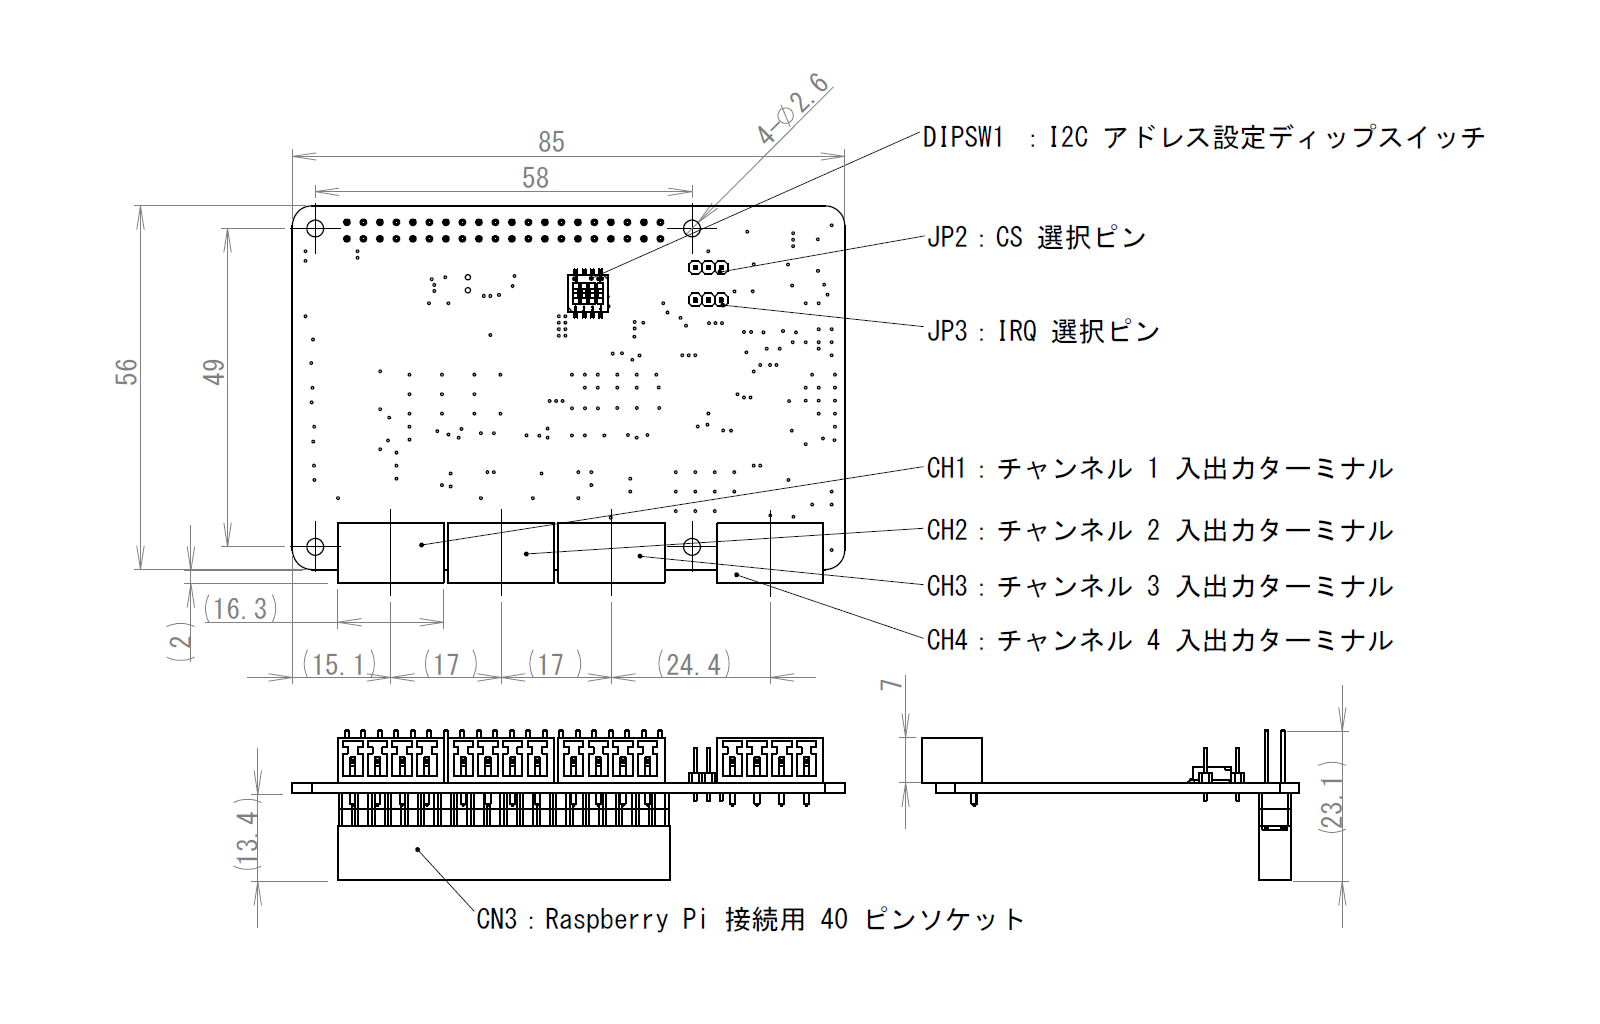 4-φ2.6
85
DIPSW1 ：I2C アドレス設定ディップスイッチ
58
JP2：CS 選択ピン
JP3：IRQ 選択ピン
56
49
CH1：チャンネル 1 入出力ターミナル
CH2：チャンネル 2 入出力ターミナル
CH3：チャンネル 3 入出力ターミナル
(16.3)
(2)
CH4：チャンネル 4 入出力ターミナル
(15.1)
(17 )
(17 )
(24.4)
7
(13.4)
(23.1)
CN3：Raspberry Pi 接続用 40 ピンソケット